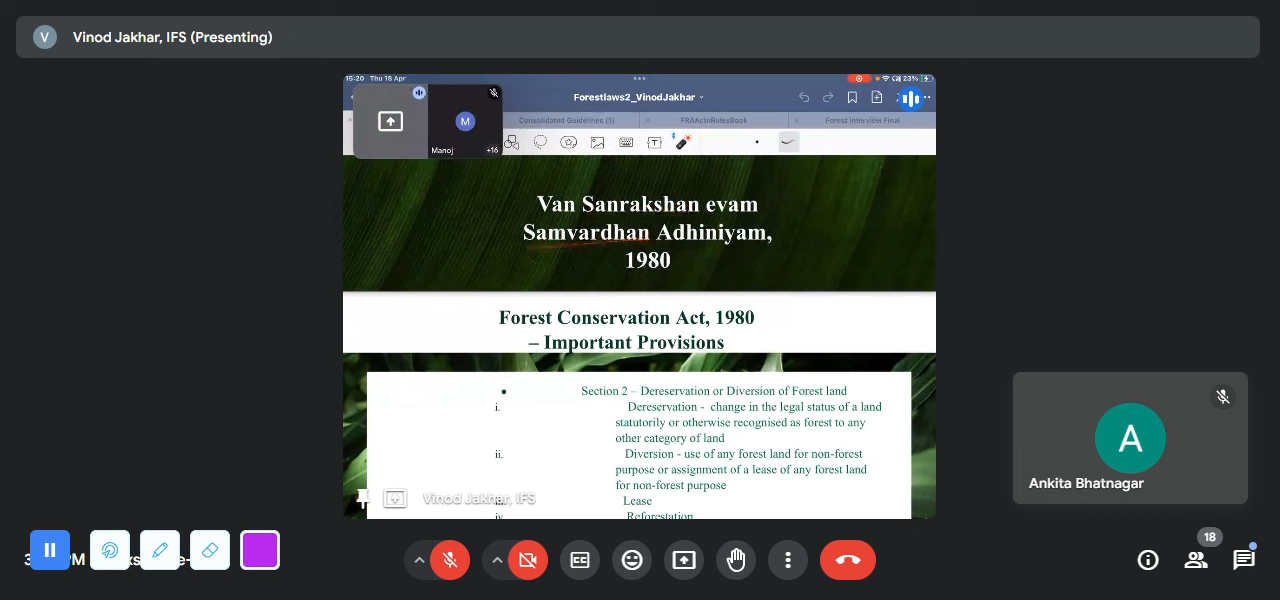 V
Vinod Jakhar, IFS (Presenting)
15:20 Thu 18 Apr
23%
Forestlaws2_VinodJakhar
M
Manoj
+16
Consolidated Guidelines (1)
FRAActnRulesBook
Forest Interview Final
Van Sanrakshan evam
Samvardhan Adhiniyam,
1980
Forest Conservation Act, 1980
– Important Provisions
• Section 2 – Dereservation or Diversion of Forest land
i. Dereservation - change in the legal status of a land
statutorily or otherwise recognised as forest to any
other category of land
ii. Diversion - use of any forest land for non-forest
purpose or assignment of a lease of any forest land
for non-forest purpose
Lease
iv. Reforestation
Vinod Jakhar, IFS
A
Ankita Bhatnagar
PM
18